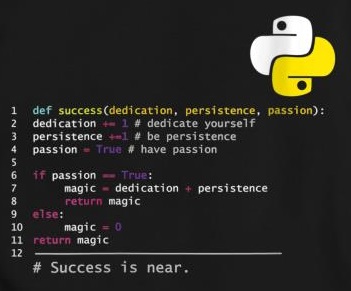 1 def success(dedication, persistence, passion):
2 dedication += 1 # dedicate yourself
3 persistence +=1 # be persistence
4 passion = True # have passion
5
6 if passion == True:
7 magic = dedication + persistence
8 return magic
9 else:
10 magic = 0
11 return magic
12
# Success is near.